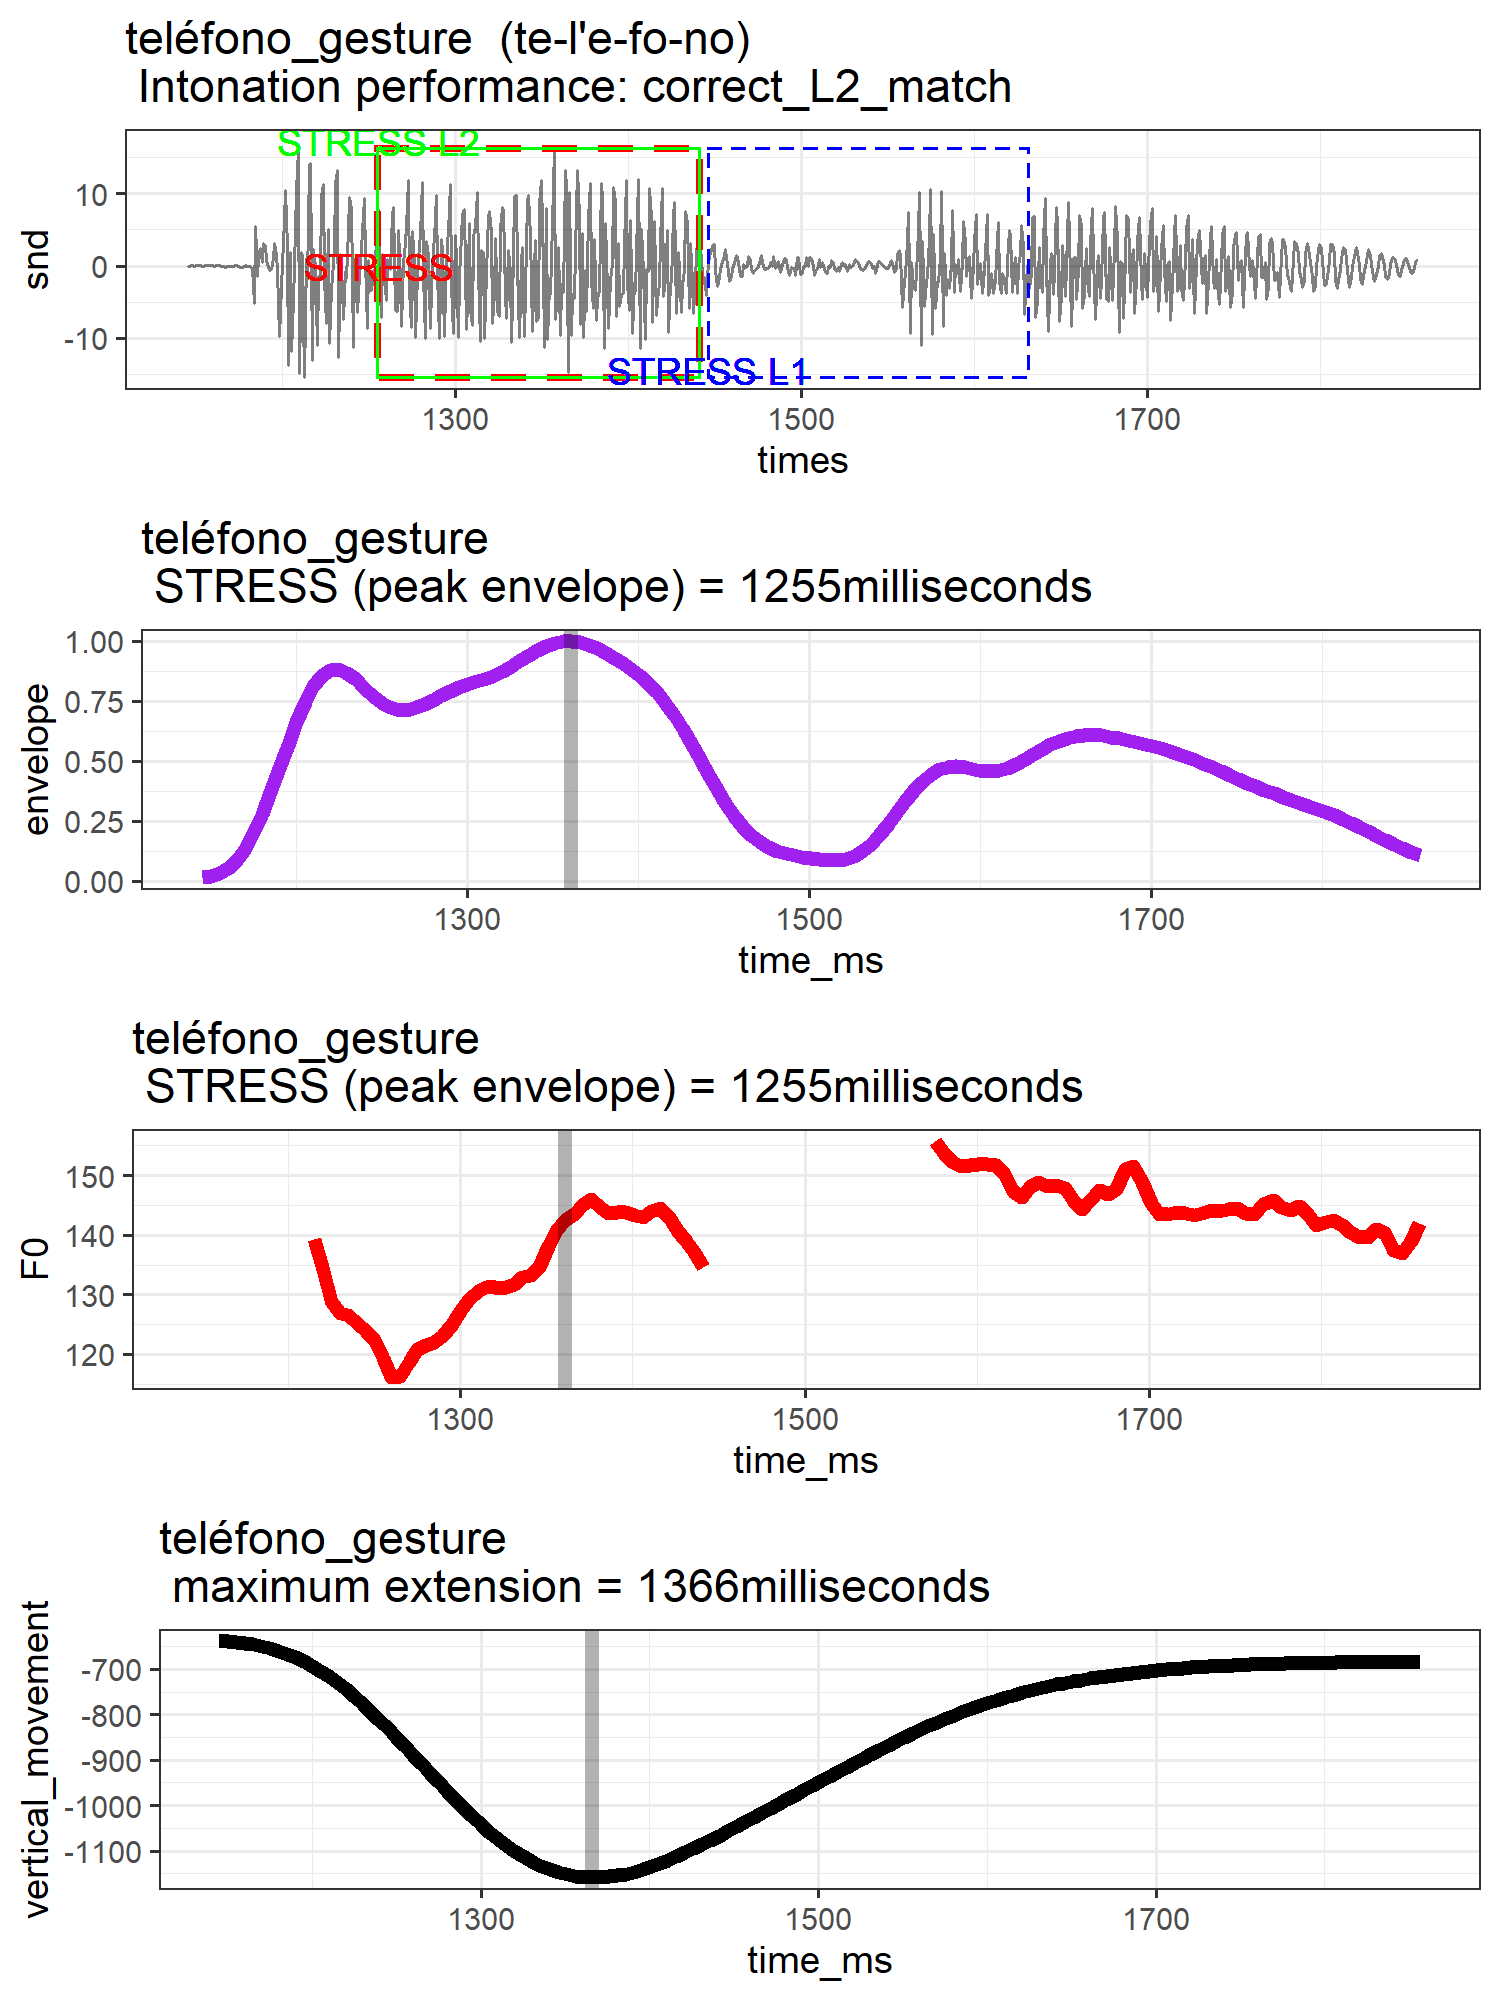 teléfono_gesture  (te-l'e-fo-no)
Intonation performance: correct_L2_match
STRESS L2
STRESS
STRESS L1
snd
10
0
-10
1300
1500
1700
times
teléfono_gesture
STRESS (peak envelope) = 1255milliseconds
envelope
1.00
0.75
0.50
0.25
0.00
1300
1500
1700
time_ms
teléfono_gesture
STRESS (peak envelope) = 1255milliseconds
F0
150
140
130
120
1300
1500
1700
time_ms
teléfono_gesture
maximum extension = 1366milliseconds
vertical_movement
-700
-800
-900
-1000
-1100
1300
1500
1700
time_ms